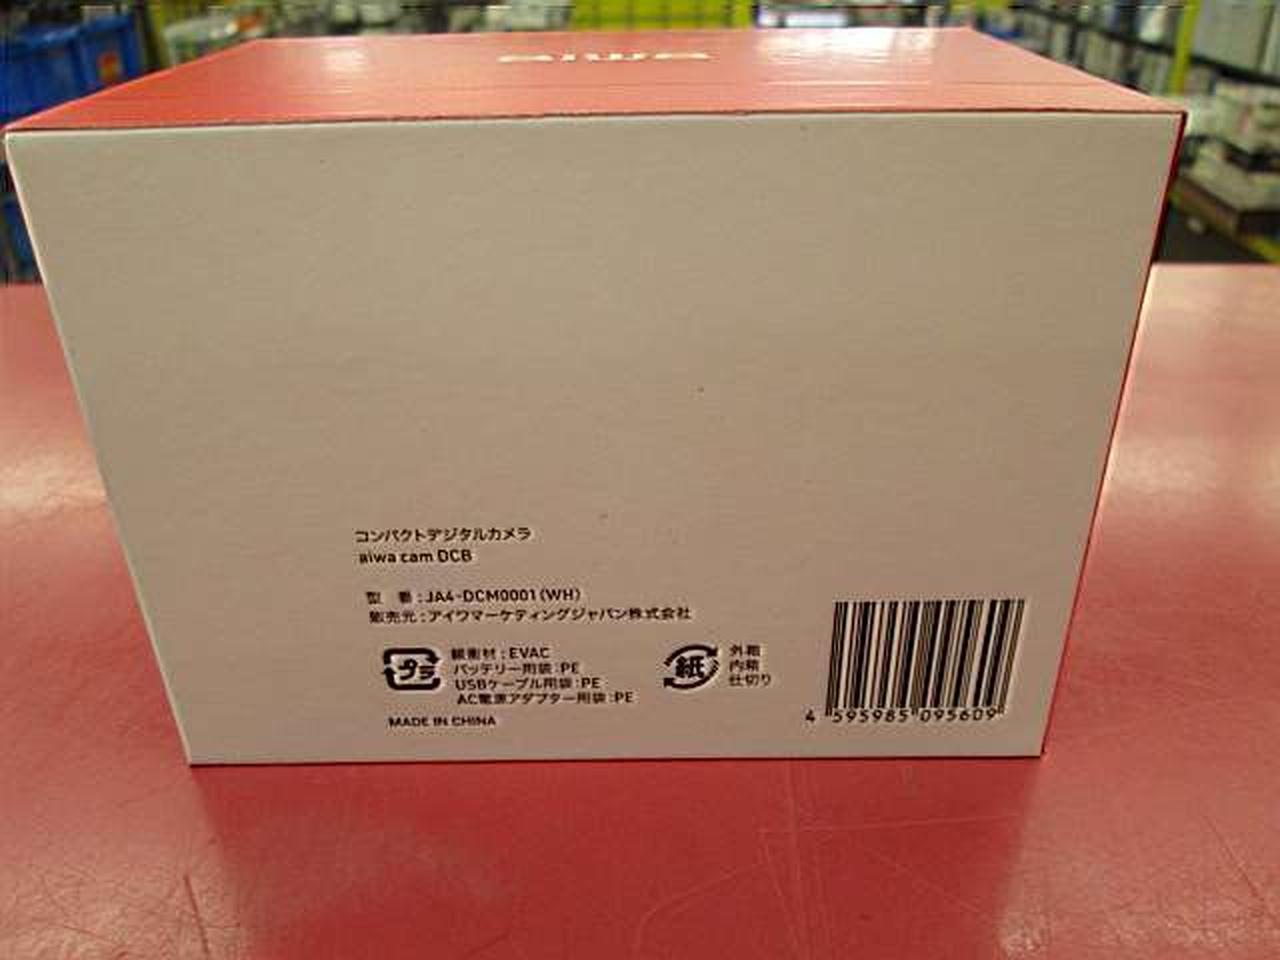 aiwa
コンパクトデジタルカメラ
aiwa cam DCB
型 番 : JA4-DCM0001 (WH)
販売元 : アイワマーケティングジャパン株式会社
プラ
緩衝材 : EVAC
バッテリー用袋 : PE
USBケーブル用袋 : PE
AC電源アダプター用袋 : PE
紙
外箱
内箱
仕切り
MADE IN CHINA
4 595985 095609